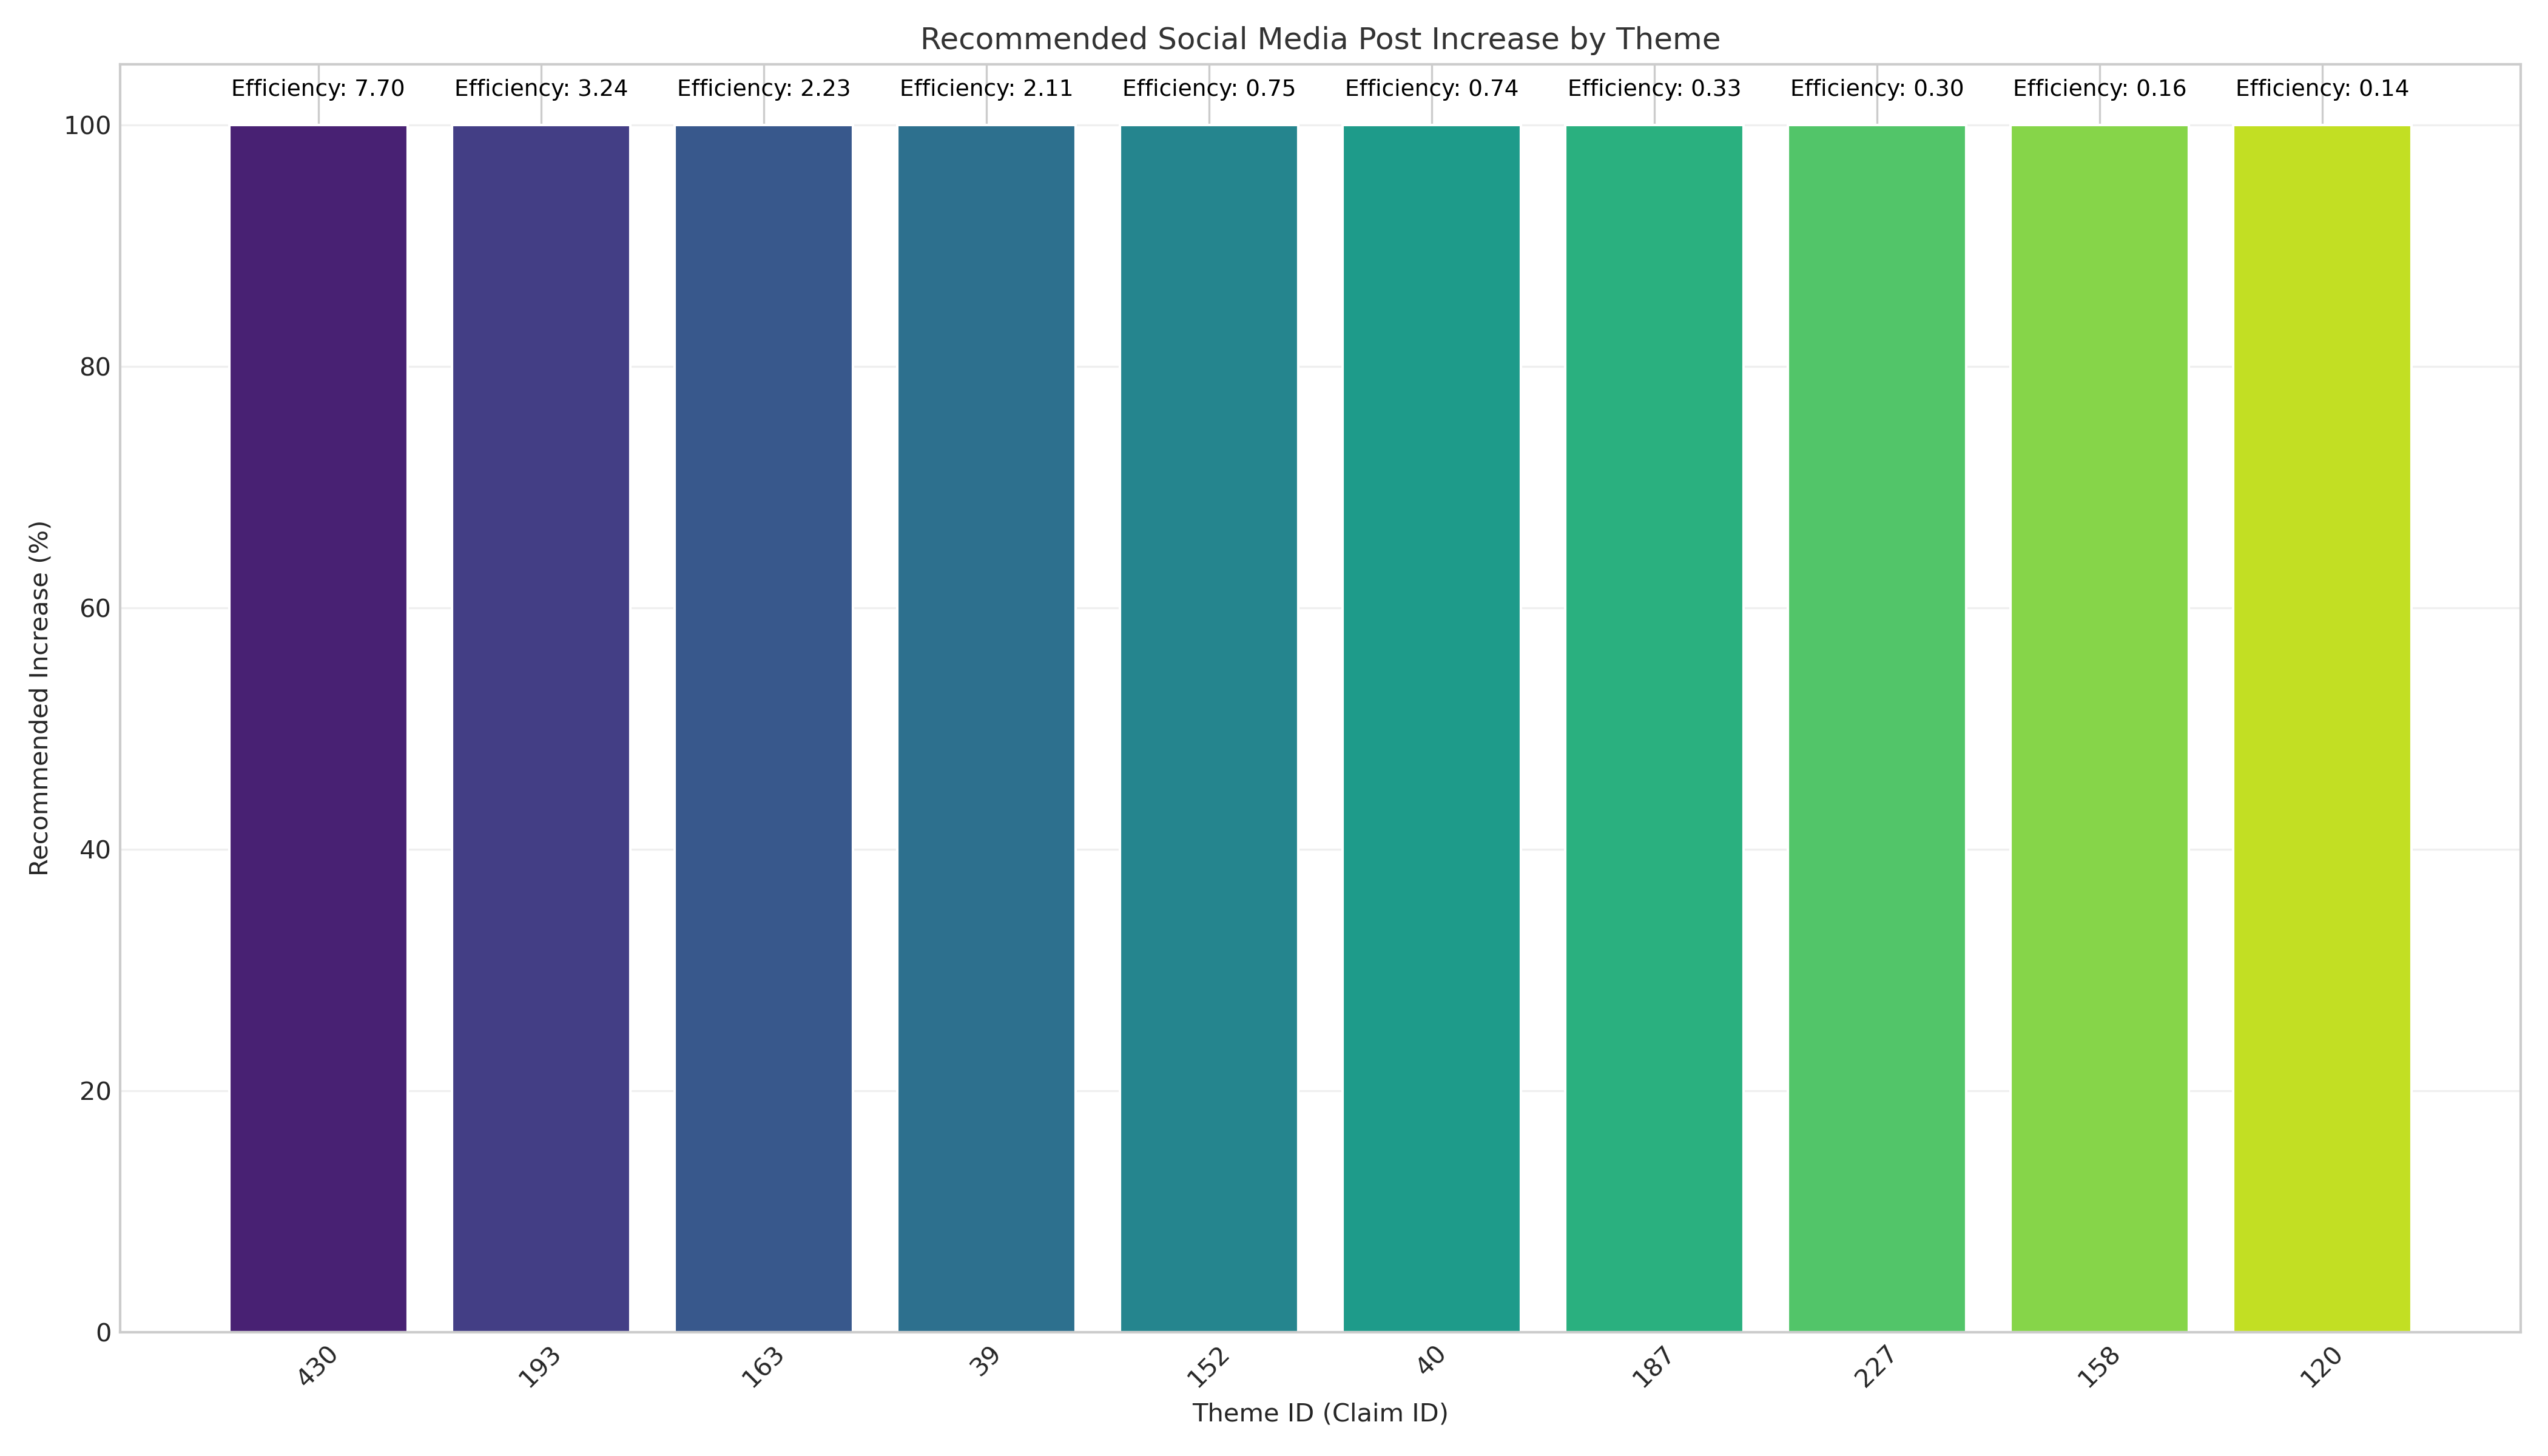 Recommended Social Media Post Increase by Theme
Efficiency: 7.70 Efficiency: 3.24 Efficiency: 2.23 Efficiency: 2.11 Efficiency: 0.75 Efficiency: 0.74 Efficiency: 0.33 Efficiency: 0.30 Efficiency: 0.16 Efficiency: 0.14
100
80
60
40
20
0
Recommended Increase (%)
430 193 163 39 152 40 187 227 158 120
Theme ID (Claim ID)